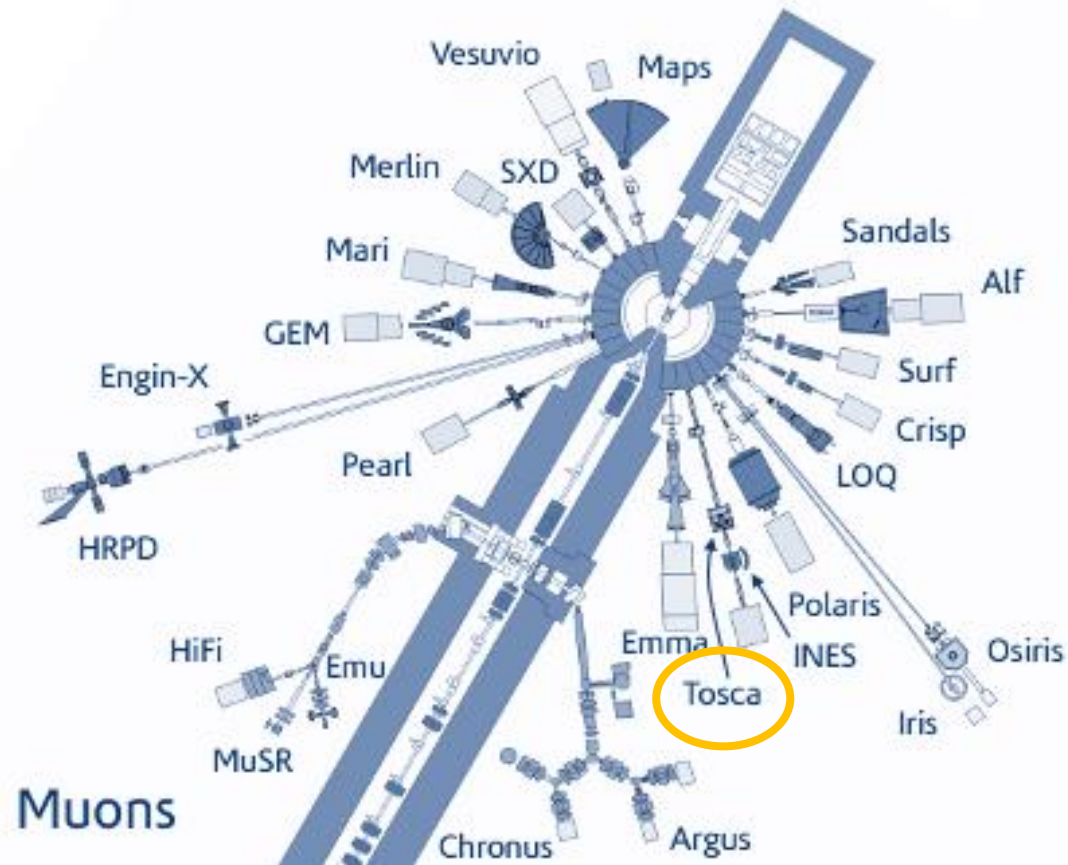 Vesuvio
Maps
Merlin
SXD
Sandals
Mari
Alf
GEM
Engin-X
Surf
Crisp
Pearl
LOQ
HRPD
Polaris
HiFi
Emu
Emma
INES
Osiris
Tosca
Iris
MuSR
Muons
Chronus
Argus